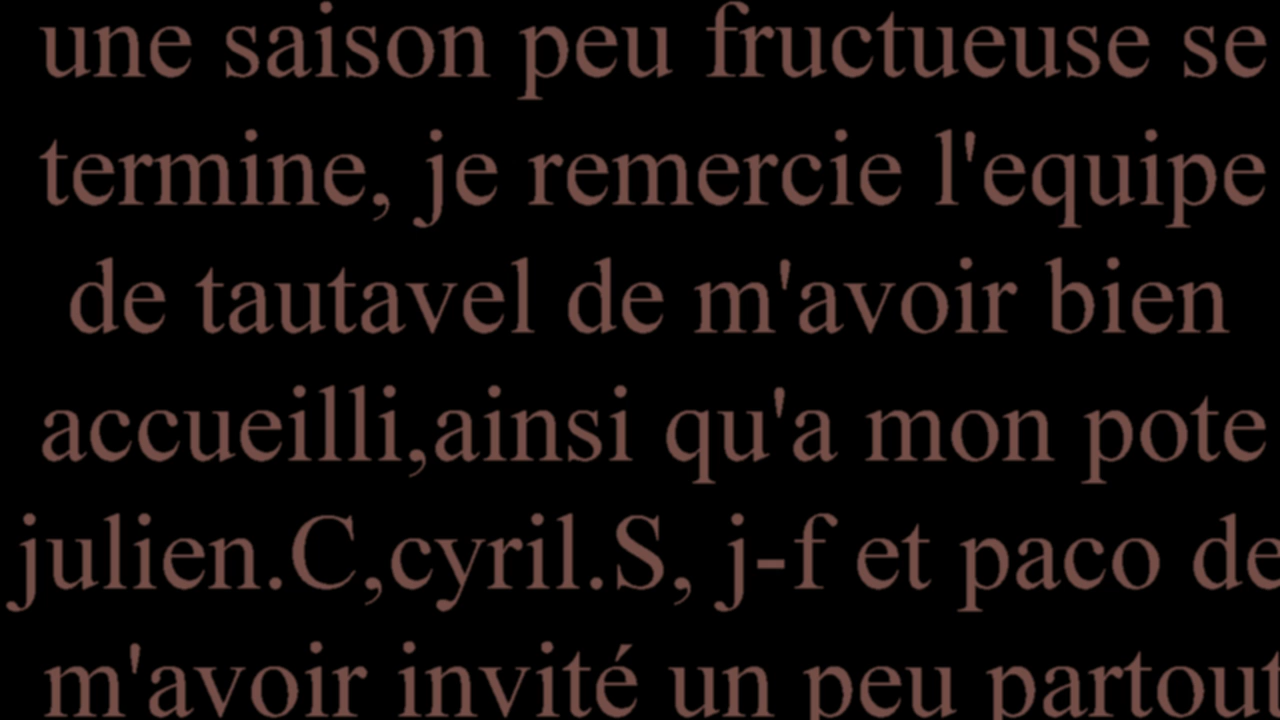 une saison peu fructueuse se
termine, je remercie l'equipe
de tautavel de m'avoir bien
accueilli,ainsi qu'a mon pote
julien.C,cyril.S, j-f et paco de
m'avoir invité un peu partout